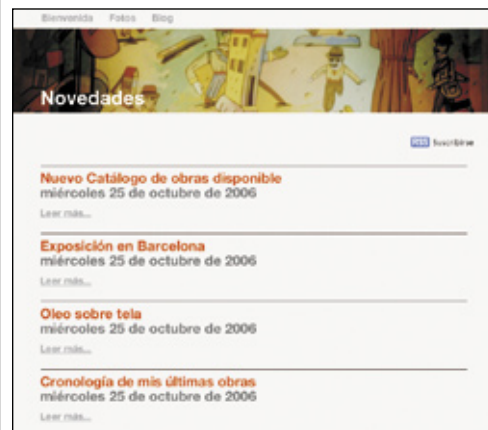 Bienvenida Fotos Blog
Novedades
RSS Suscribirse
Nuevo Catálogo de obras disponible
miércoles 25 de octubre de 2006
Leer más...
Exposición en Barcelona
miércoles 25 de octubre de 2006
Leer más...
Oleo sobre tela
miércoles 25 de octubre de 2006
Leer más...
Cronología de mis últimas obras
miércoles 25 de octubre de 2006
Leer más...